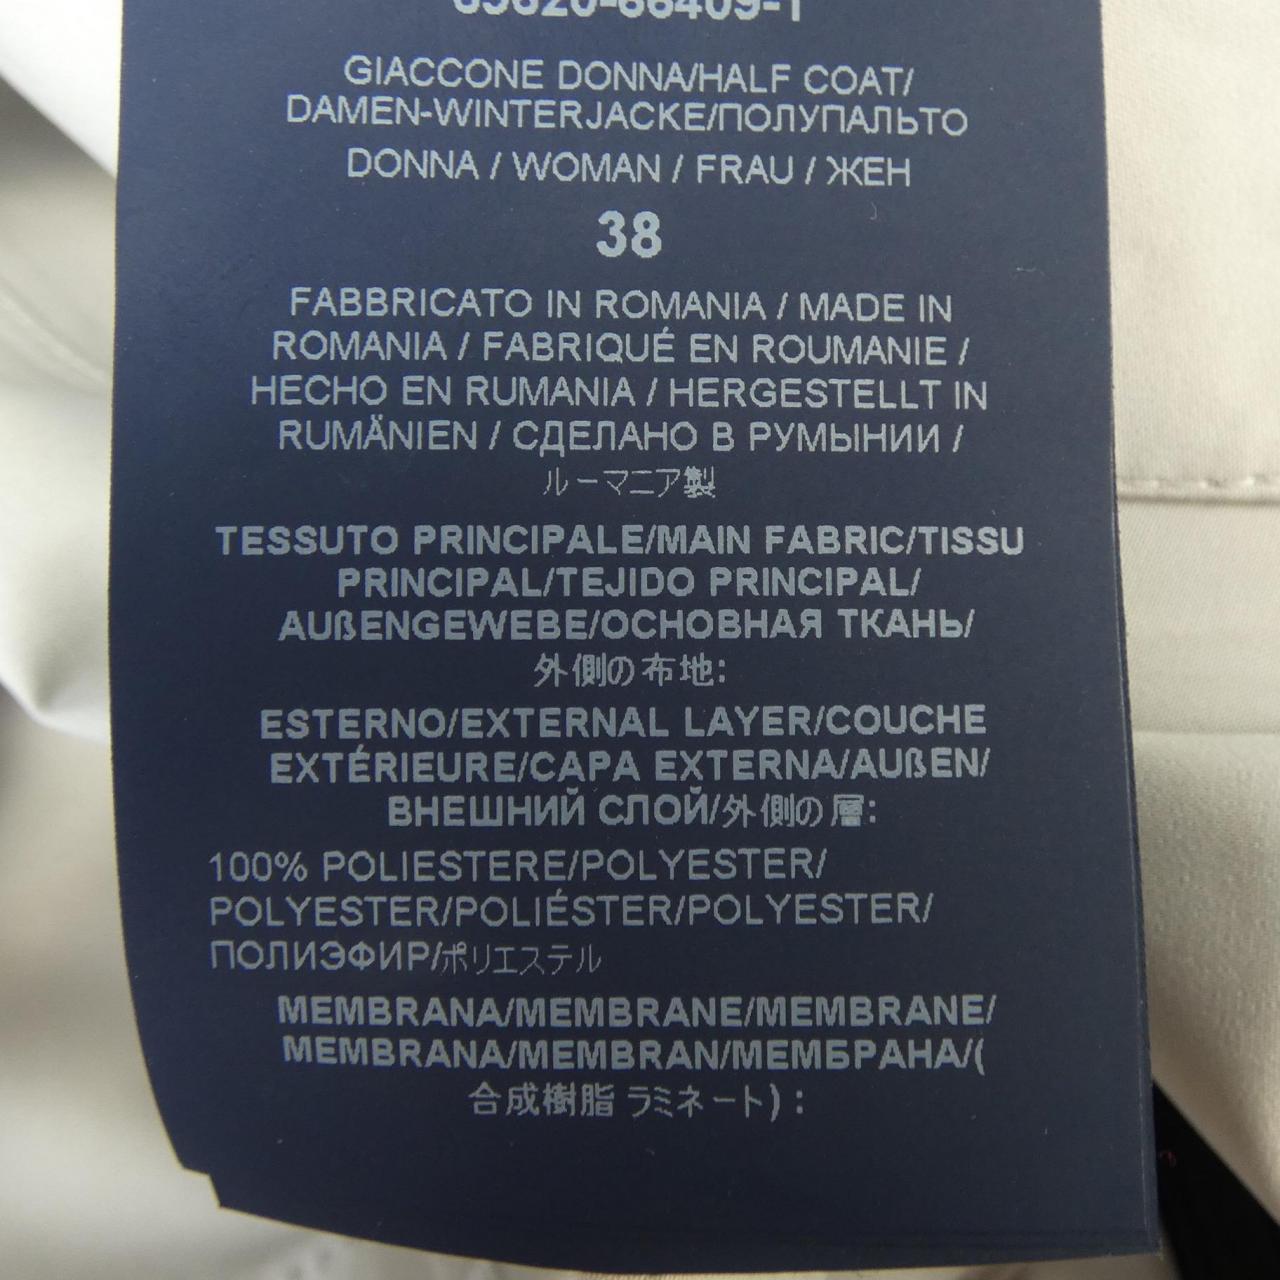 GIACCONE DONNA/HALF COAT/
DAMEN-WINTERJACKE/ПОЛУПАЛЬТО
DONNA / WOMAN / FRAU / ЖЕН
38
FABBRICATO IN ROMANIA / MADE IN
ROMANIA / FABRIQUÉ EN ROUMANIE /
HECHO EN RUMANIA / HERGESTELLT IN
RUMÄNIEN / СДЕЛАНО В РУМЫНИИ /
ルーマニア製
TESSUTO PRINCIPALE/MAIN FABRIC/TISSU
PRINCIPAL/TEJIDO PRINCIPAL/
AUßENGEWEBE/ОСНОВНАЯ ТКАНЬ/
外側の布地:
ESTERNO/EXTERNAL LAYER/COUCHE
EXTÉRIEURE/CAPA EXTERNA/AUßEN/
ВНЕШНИЙ СЛОЙ/外側の層:
100% POLIESTERE/POLYESTER/
POLYESTER/POLIÉSTER/POLYESTER/
ПОЛИЭФИР/ポリエステル
MEMBRANA/MEMBRANE/MEMBRANE/
MEMBRANA/MEMBRAN/МЕМБРАНА/(
合成樹脂ラミネート) :